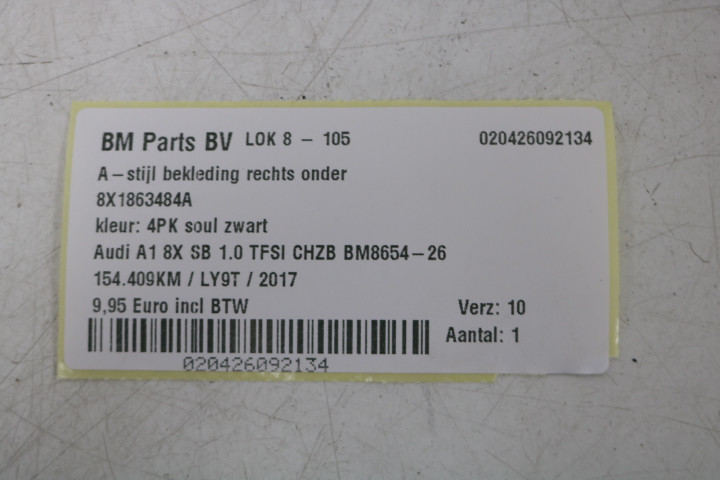 BM Parts BV LOK 8 - 105 020426092134
A-stijl bekleding rechts onder
8X1863484A
kleur: 4PK soul zwart
Audi A1 8X SB 1.0 TFSI CHZB BM8654-26
154.409KM / LY9T / 2017
9,95 Euro incl BTW Verz: 10
Aantal: 1
020426092134